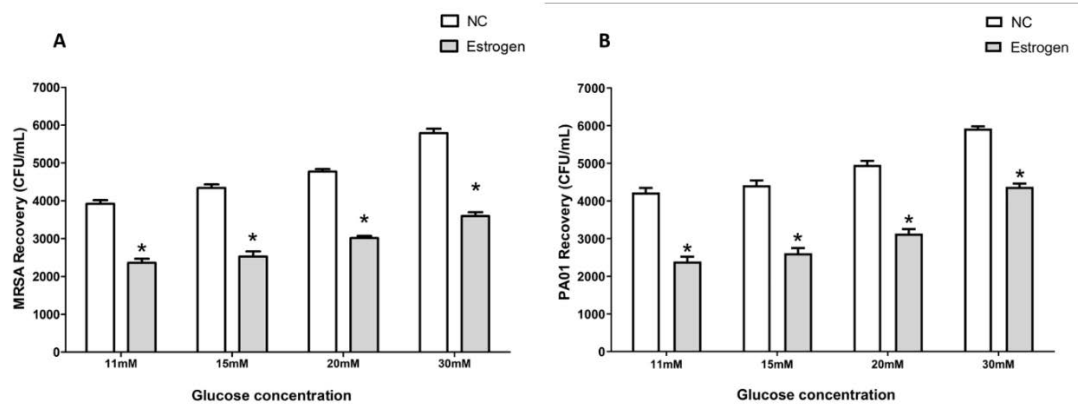 A
NC
Estrogen
7000
6000
5000
4000
3000
2000
1000
0
MRSA Recovery (CFU/mL)
*
*
*
*
11mM
15mM
20mM
30mM
Glucose concentration
B
NC
Estrogen
7000
6000
5000
4000
3000
2000
1000
0
PA01 Recovery (CFU/mL)
*
*
*
*
11mM
15mM
20mM
30mM
Glucose concentration